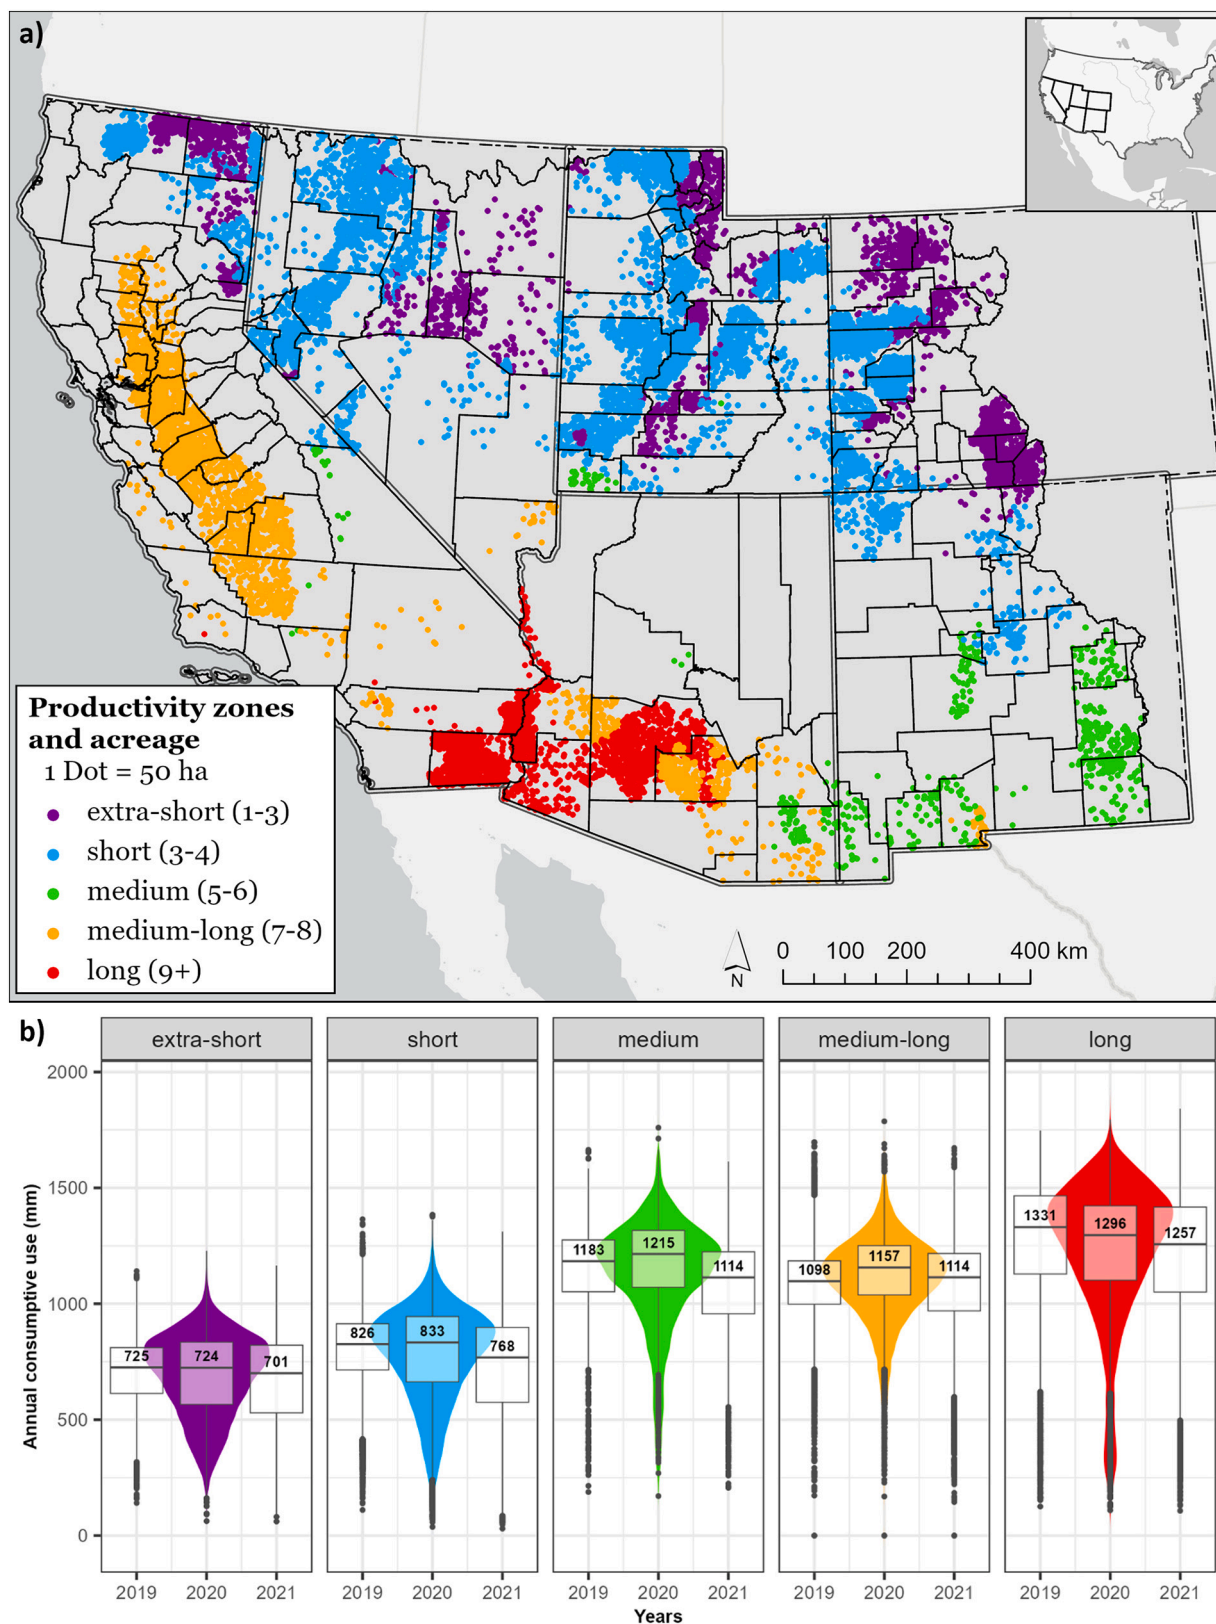 a)
Productivity zones
and acreage
1 Dot = 50 ha
extra-short (1-3)
short (3-4)
medium (5-6)
medium-long (7-8)
long (9+)
N
0 100 200 400 km
b)
extra-short short medium medium-long long
Annual consumptive use (mm)
2000
1500
1000
500
0
725 724 701
826 833 768
1183 1215 1114
1098 1157 1114
1331 1296 1257
2019 2020 2021 2019 2020 2021 2019 2020 2021 2019 2020 2021 2019 2020 2021
Years